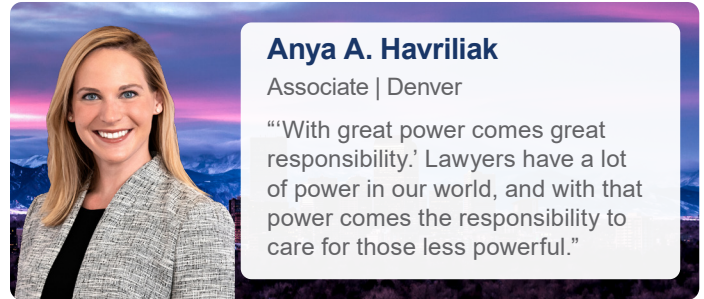 Anya A. Havriliak
Associate | Denver
“‘With great power comes great
responsibility.’ Lawyers have a lot
of power in our world, and with that
power comes the responsibility to
care for those less powerful.”